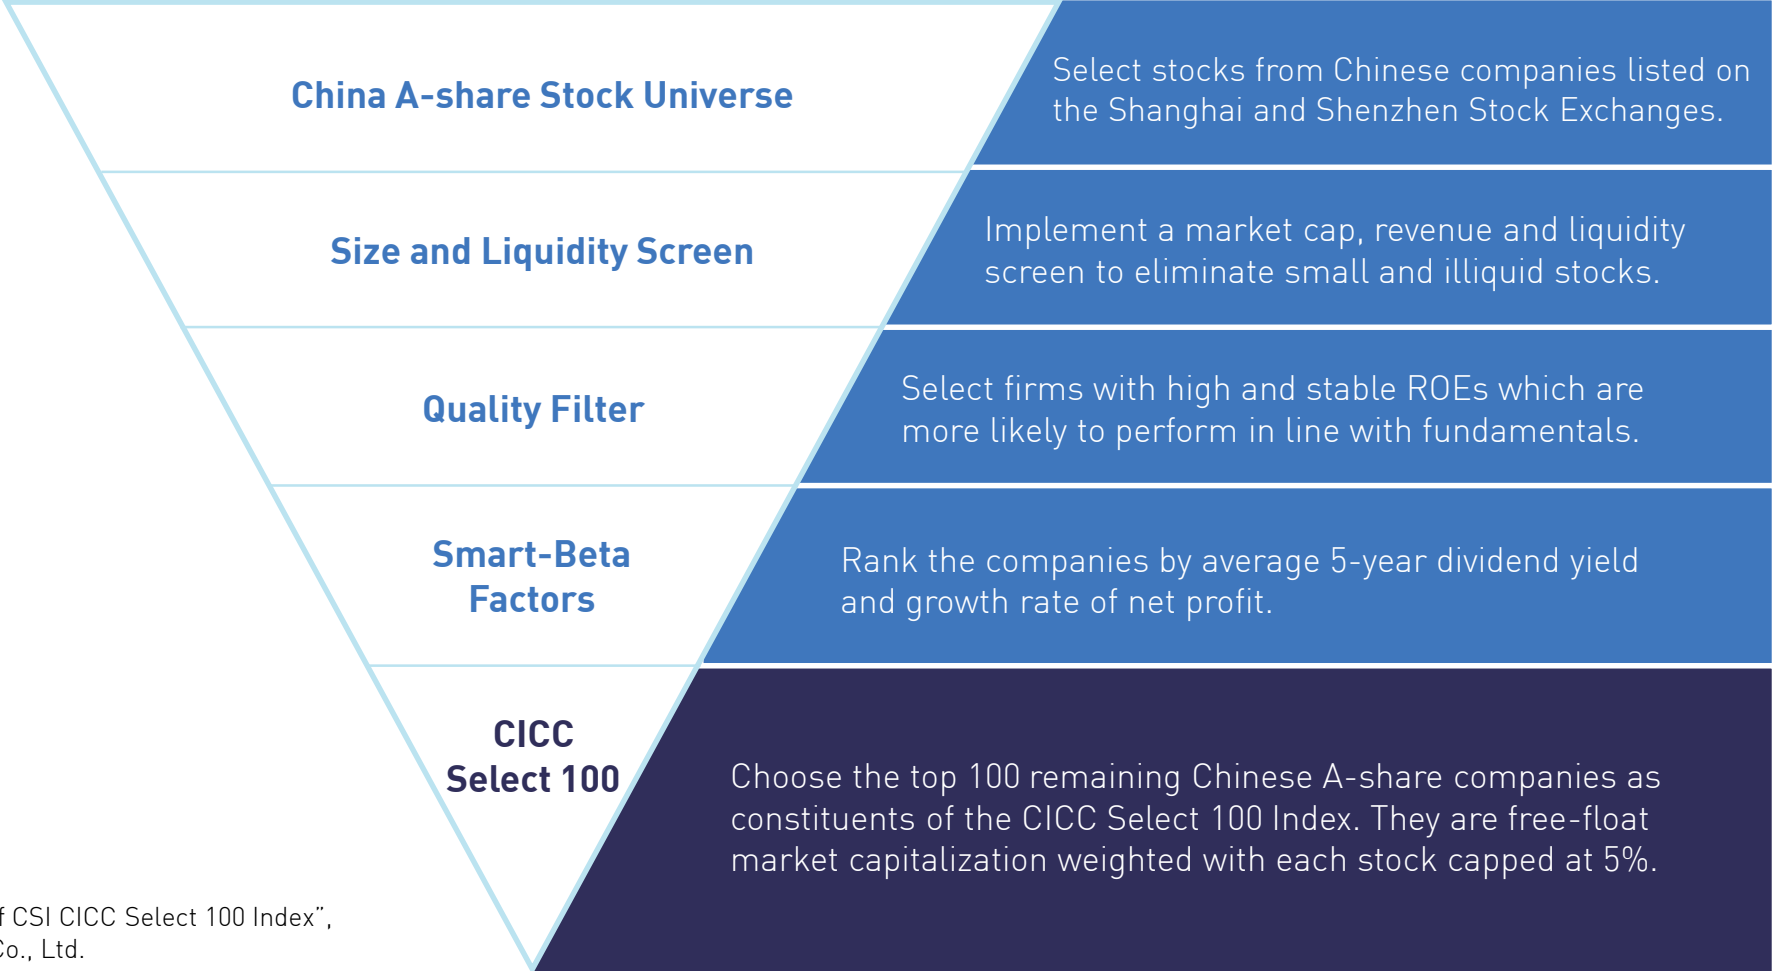 China A-share Stock Universe
Select stocks from Chinese companies listed on
the Shanghai and Shenzhen Stock Exchanges.
Size and Liquidity Screen
Implement a market cap, revenue and liquidity
screen to eliminate small and illiquid stocks.
Quality Filter
Select firms with high and stable ROEs which are
more likely to perform in line with fundamentals.
Smart-Beta
Factors
Rank the companies by average 5-year dividend yield
and growth rate of net profit.
CICC
Select 100
Choose the top 100 remaining Chinese A-share companies as
constituents of the CICC Select 100 Index. They are free-float
market capitalization weighted with each stock capped at 5%.
CSI CICC Select 100 Index”,
Co., Ltd.